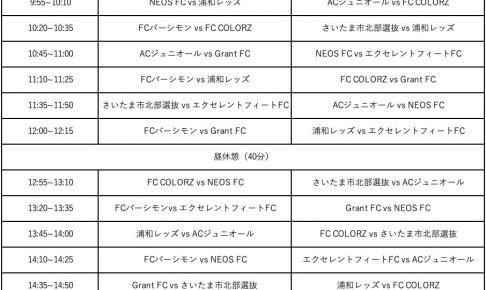 9:55~10:10 NEOS FC vs 浦和レッズ ACジュニオール vs FC COLORZ
10:20~10:35 FCパーシモン vs FC COLORZ さいたま市北部選抜 vs 浦和レッズ
10:45~11:00 ACジュニオール vs Grant FC NEOS FC vs エクセレントフィートFC
11:10~11:25 FCパーシモン vs 浦和レッズ FC COLORZ vs Grant FC
11:35~11:50 さいたま市北部選抜 vs エクセレントフィートFC ACジュニオール vs NEOS FC
12:00~12:15 FCパーシモン vs Grant FC 浦和レッズ vs エクセレントフィートFC
昼休憩（40分）
12:55~13:10 FC COLORZ vs NEOS FC さいたま市北部選抜 vs ACジュニオール
13:20~13:35 FCパーシモンvs エクセレントフィートFC Grant FC vs NEOS FC
13:45~14:00 浦和レッズ vs ACジュニオール FC COLORZ vs さいたま市北部選抜
14:10~14:25 FCパーシモン vs NEOS FC エクセレントフィートFC vs ACジュニオール
14:35~14:50 Grant FC vs さいたま市北部選抜 浦和レッズ vs FC COLORZ